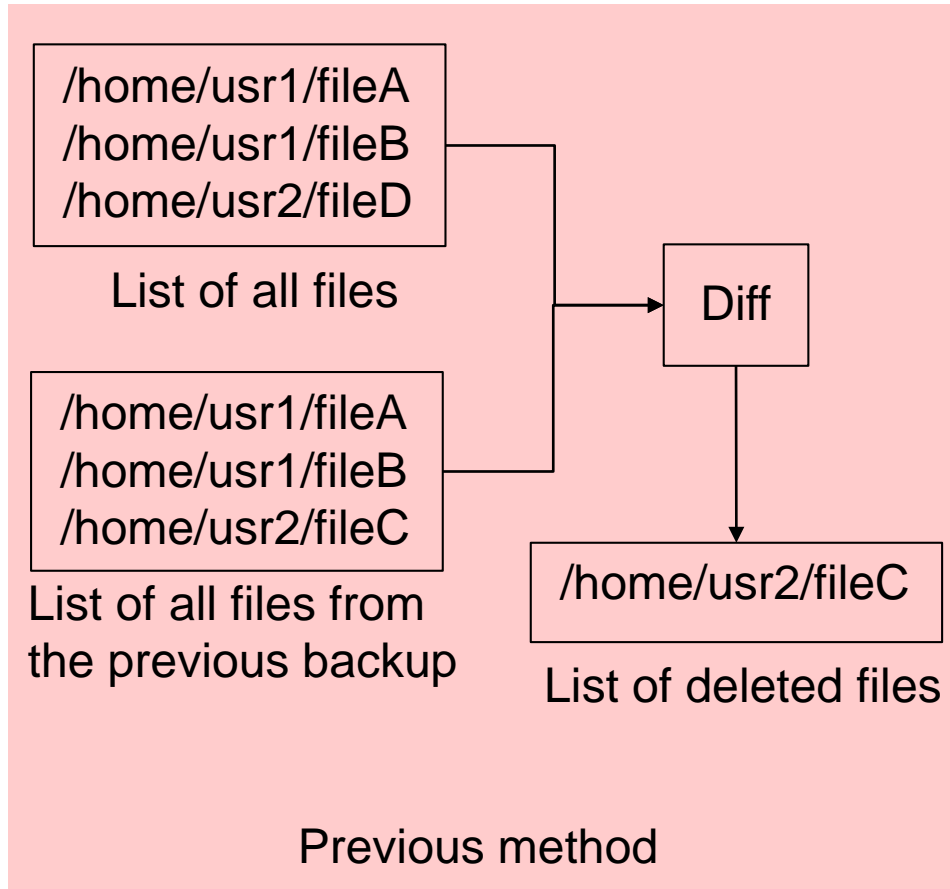 /home/usr1/fileA
/home/usr1/fileB
/home/usr2/fileD
List of all files
Diff
/home/usr1/fileA
/home/usr1/fileB
/home/usr2/fileC
List of all files from
the previous backup
/home/usr2/fileC
List of deleted files
Previous method